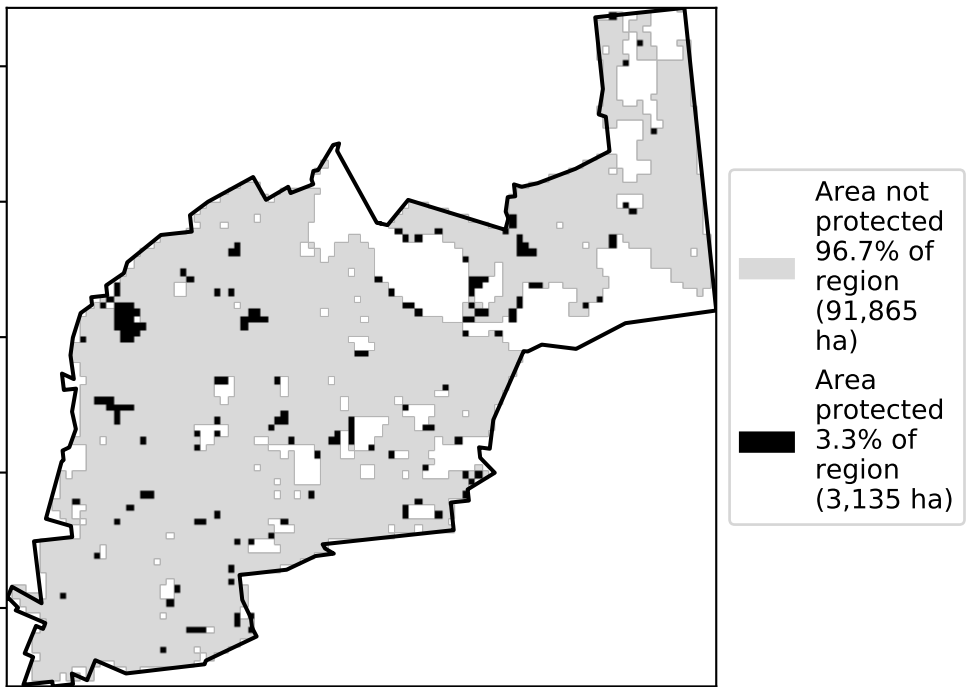 Area not
protected
96.7% of
region
(91,865
ha)
Area
protected
3.3% of
region
(3,135 ha)